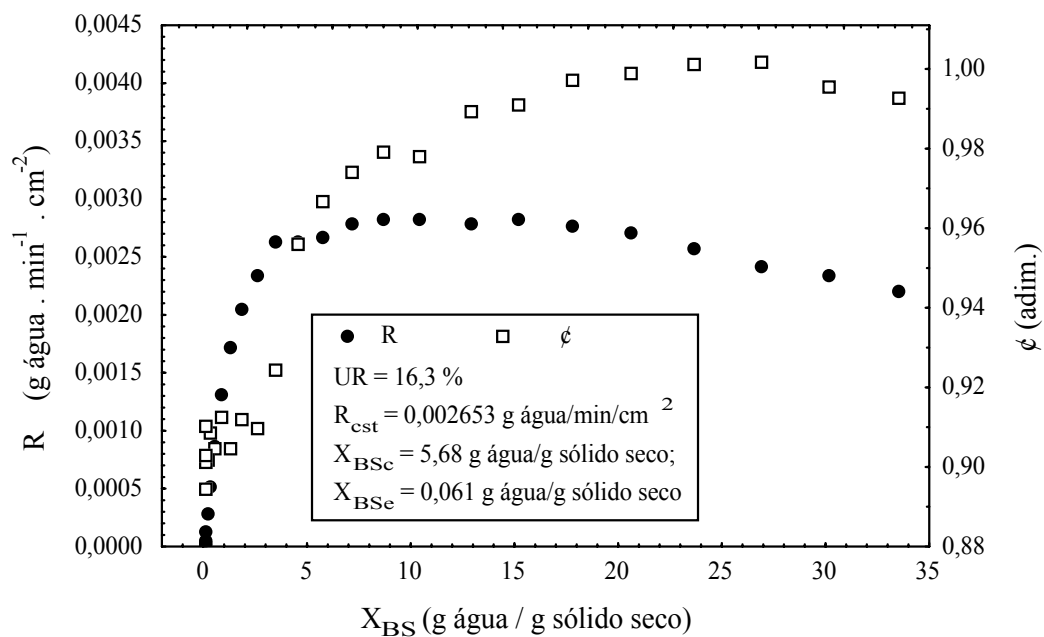 0,0045
0,0040
0,0035
0,0030
0,0025
0,0020
0,0015
0,0010
0,0005
0,0000
R (g água . min-1 . cm-2)
1,00
0,98
0,96
0,94
0,92
0,90
0,88
¢ (adim.)
R ¢
UR = 16,3 %
Rcst = 0,002653 g água/min/cm 2
XBSc = 5,68 g água/g sólido seco;
XBSe = 0,061 g água/g sólido seco
0 5 10 15 20 25 30 35
XBS (g água / g sólido seco)